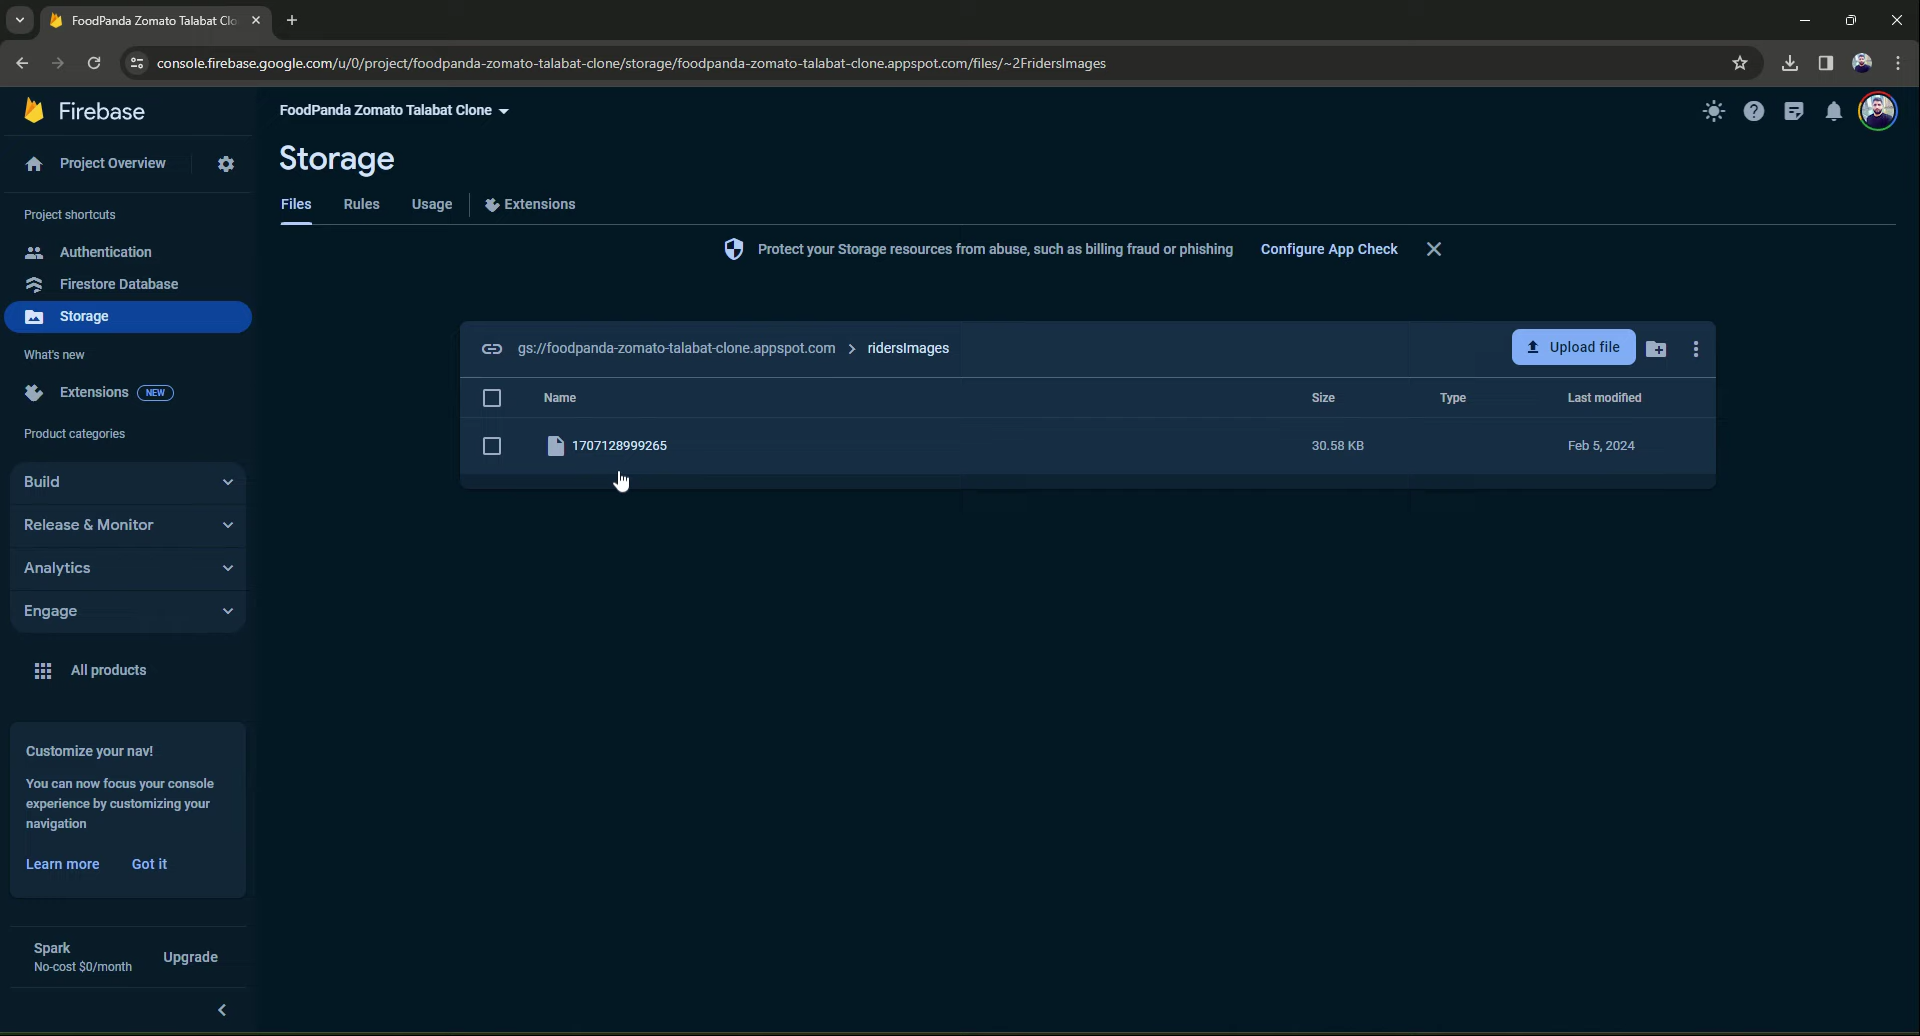 FoodPanda Zomato Talabat Clo
console.firebase.google.com/u/0/project/foodpanda-zomato-talabat-clone/storage/foodpanda-zomato-talabat-clone.appspot.com/files/~2FridersImages
Firebase
FoodPanda Zomato Talabat Clone
Project Overview
Storage
Files Rules Usage Extensions
Project shortcuts
Authentication
Firestore Database
Storage
What's new
Extensions NEW
Product categories
Build
Release & Monitor
Analytics
Engage
All products
Customize your nav!
You can now focus your console
experience by customizing your
navigation
Learn more Got it
Spark
No-cost $0/month
Upgrade
Protect your Storage resources from abuse, such as billing fraud or phishing Configure App Check
gs://foodpanda-zomato-talabat-clone.appspot.com > ridersImages Upload file
Name Size Type Last modified
1707128999265 30.58 KB Feb 5, 2024